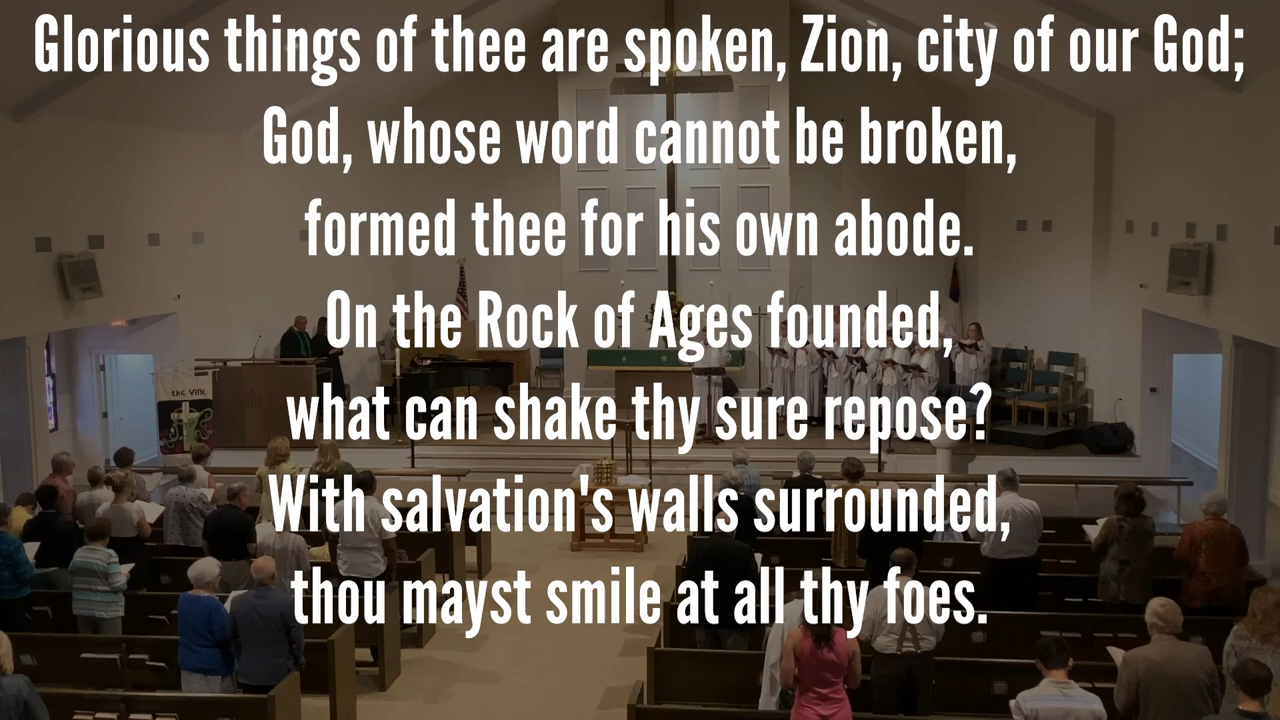 Glorious things of thee are spoken, Zion, city of our God;
God, whose word cannot be broken,
formed thee for his own abode.
On the Rock of Ages founded,
what can shake thy sure repose?
With salvation's walls surrounded,
thou mayst smile at all thy foes.
the VINE